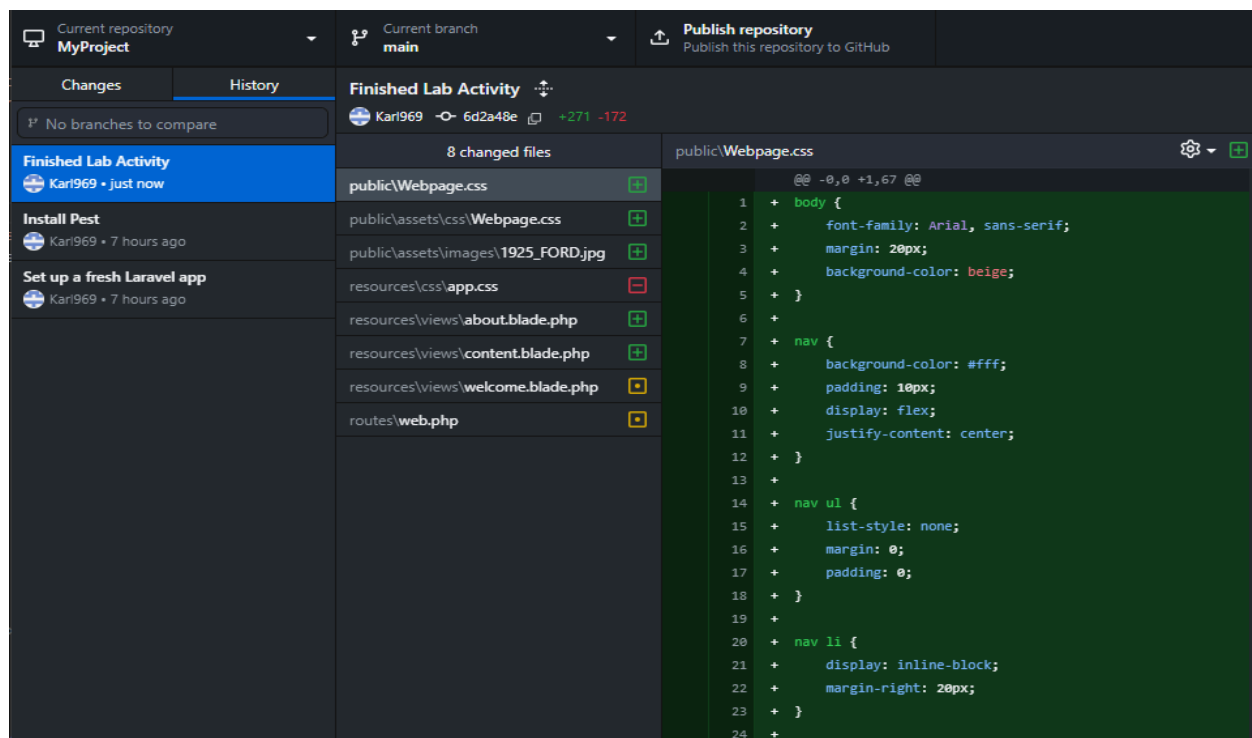 Current repository
MyProject
Current branch
main
Publish repository
Publish this repository to GitHub
Changes
History
No branches to compare
Finished Lab Activity
Karl969 • just now
Install Pest
Karl969 • 7 hours ago
Set up a fresh Laravel app
Karl969 • 7 hours ago
Finished Lab Activity
Karl969 6d2a48e +271 -172
8 changed files
public\Webpage.css
public\assets\css\Webpage.css
public\assets\images\1925_FORD.jpg
resources\css\app.css
resources\views\about.blade.php
resources\views\content.blade.php
resources\views\welcome.blade.php
routes\web.php
public\Webpage.css
@@ -0,0 +1,67 @@
1 + body {
2 +     font-family: Arial, sans-serif;
3 +     margin: 20px;
4 +     background-color: beige;
5 + }
6 +
7 + nav {
8 +     background-color: #fff;
9 +     padding: 10px;
10 +     display: flex;
11 +     justify-content: center;
12 + }
13 +
14 + nav ul {
15 +     list-style: none;
16 +     margin: 0;
17 +     padding: 0;
18 + }
19 +
20 + nav li {
21 +     display: inline-block;
22 +     margin-right: 20px;
23 + }
24 +